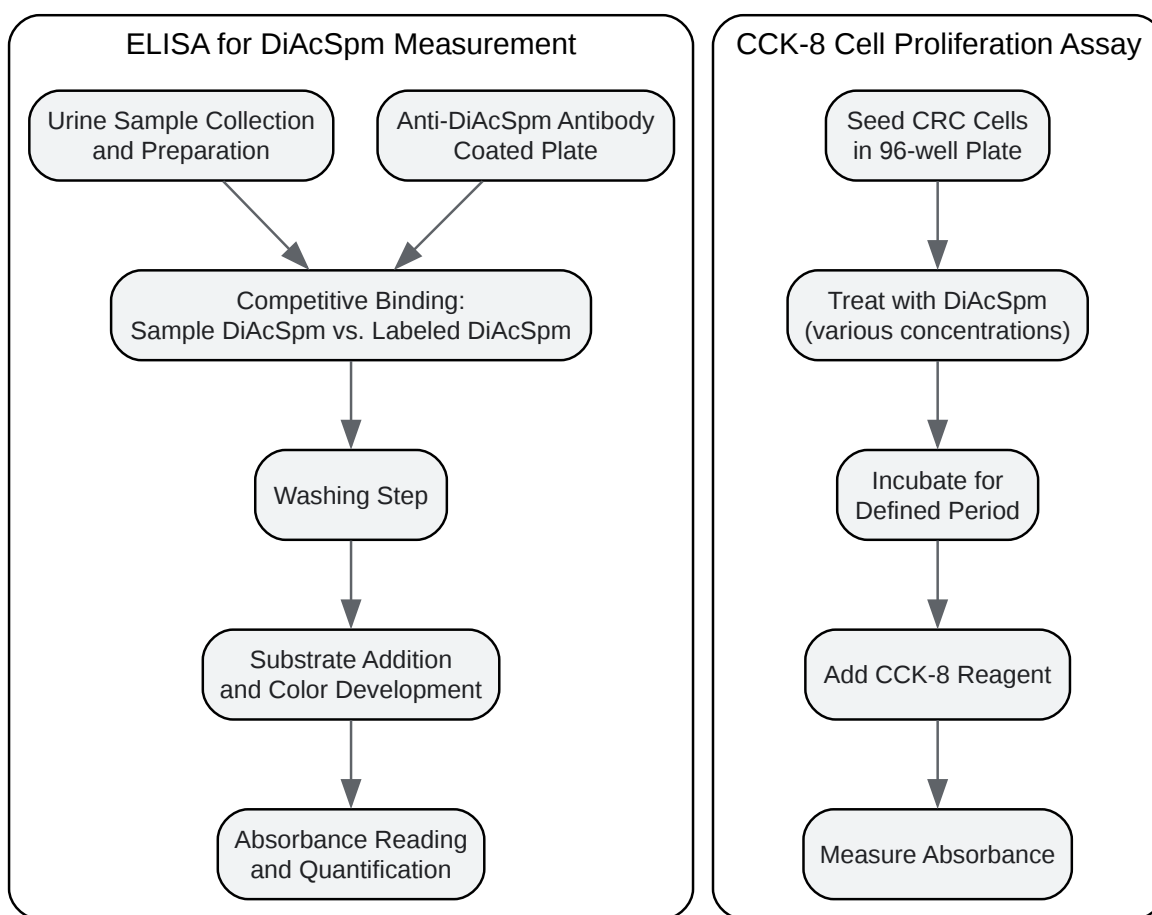 ELISA for DiAcSpm Measurement
Urine Sample Collection
and Preparation
Anti-DiAcSpm Antibody
Coated Plate
Competitive Binding:
Sample DiAcSpm vs. Labeled DiAcSpm
Washing Step
Substrate Addition
and Color Development
Absorbance Reading
and Quantification
CCK-8 Cell Proliferation Assay
Seed CRC Cells
in 96-well Plate
Treat with DiAcSpm
(various concentrations)
Incubate for
Defined Period
Add CCK-8 Reagent
Measure Absorbance